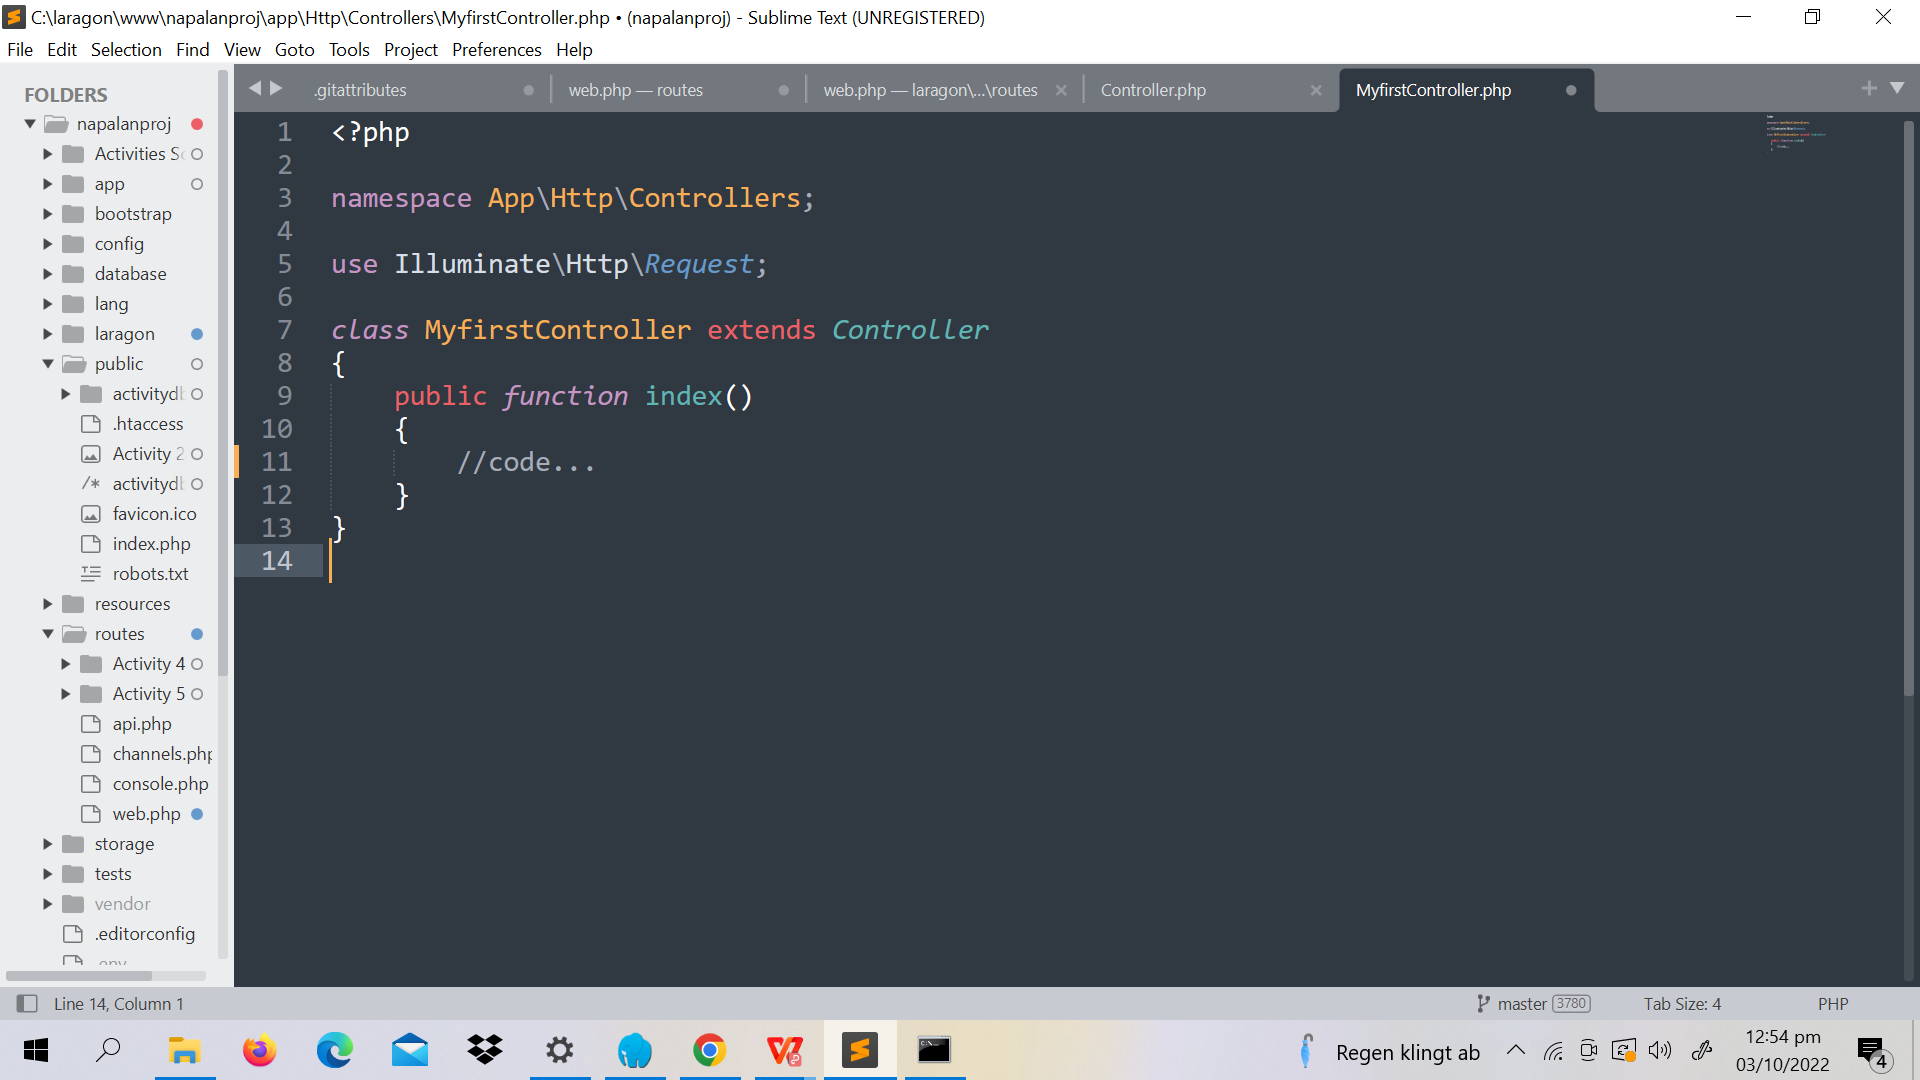 C:\laragon\www\napalanproj\app\Http\Controllers\MyfirstController.php • (napalanproj) - Sublime Text (UNREGISTERED)
File Edit Selection Find View Goto Tools Project Preferences Help
FOLDERS
napalanproj
Activities
app
bootstrap
config
database
lang
laragon
public
.htaccess
Activity 2
favicon.ico
index.php
robots.txt
resources
routes
Activity 4
Activity 5
api.php
channels.php
console.php
web.php
storage
tests
vendor
.editorconfig
.gitattributes
web.php — routes
web.php — laragon\...\routes
Controller.php
MyfirstController.php
1 <?php
2
3 namespace App\Http\Controllers;
4
5 use Illuminate\Http\Request;
6
7 class MyfirstController extends Controller
8 {
9 public function index()
10 {
11 //code...
12 }
13 }
14
Line 14, Column 1
master 3780
Tab Size: 4
PHP
Regen klingt ab
12:54 pm
03/10/2022
4